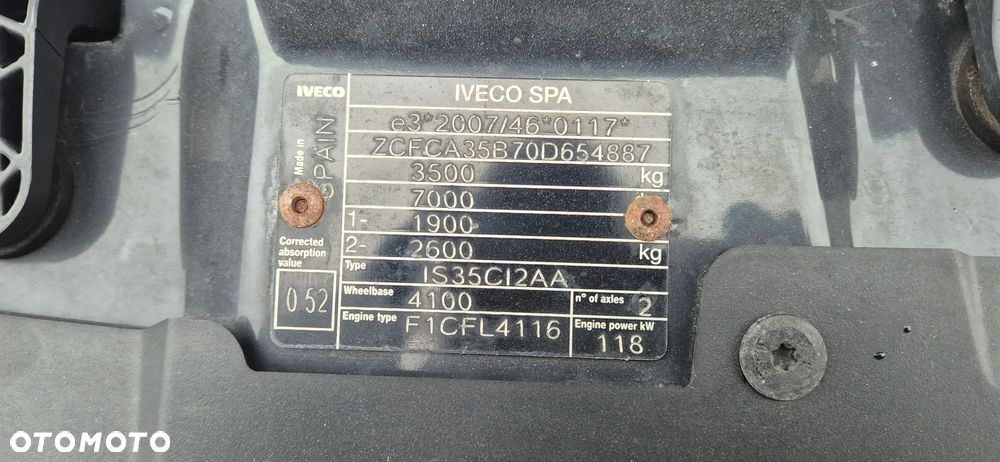 IVECO IVECO SPA
Made in SPAIN
e3*2007/46*0117*
ZCFCA35B70D654887
3500 kg
7000
1- 1900
2- 2600 kg
Corrected absorption value
0 52
Type IS35CI2AA
Wheelbase 4100 n° of axles 2
Engine type F1CFL4116 Engine power kW 118
OTOMOTO